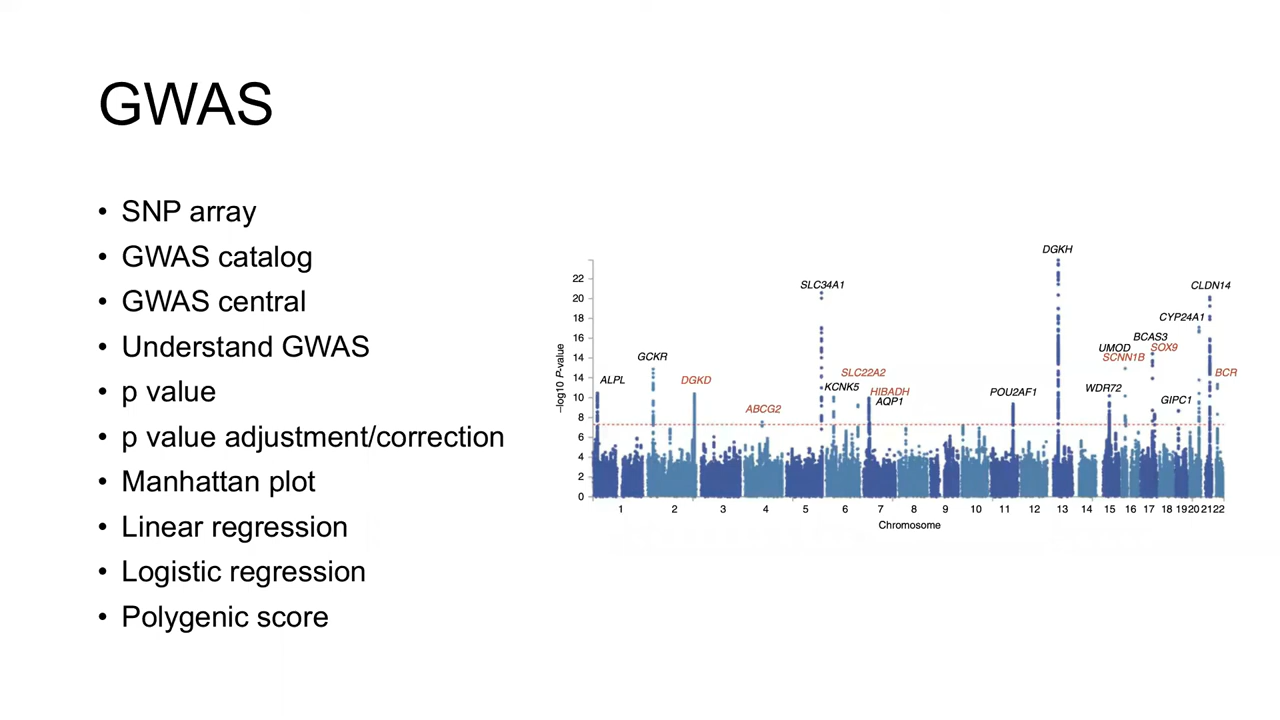 GWAS
• SNP array
• GWAS catalog
• GWAS central
• Understand GWAS
• p value
• p value adjustment/correction
• Manhattan plot
• Linear regression
• Logistic regression
• Polygenic score
DGKH
SLC34A1
CLDN14
CYP24A1
BCAS3
UMOD
SOX9
GCKR
SCNN1B
ALPL
DGKD
SLC22A2
BCR
KCNK5
HIBADH
WDR72
POU2AF1
AQP1
GIPC1
ABCG2
–log10 P-value
22
20
18
16
14
12
10
8
6
4
2
0
1 2 3 4 5 6 7 8 9 10 11 12 13 14 15 16 17 18 19 20 21 22
Chromosome